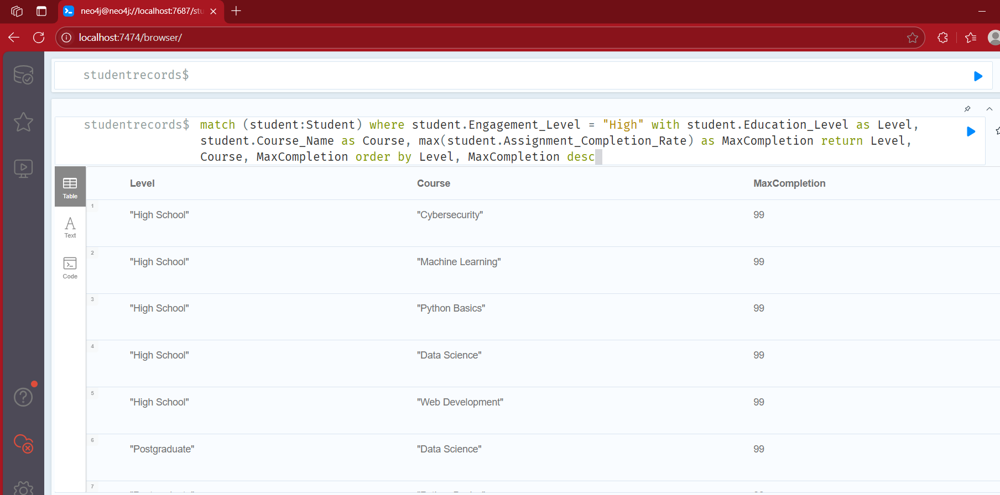 neo4j@neo4j://localhost:7687/stu
localhost:7474/browser/
studentrecords$
studentrecords$ match (student:Student) where student.Engagement_Level = "High" with student.Education_Level as Level,
student.Course_Name as Course, max(student.Assignment_Completion_Rate) as MaxCompletion return Level,
Course, MaxCompletion order by Level, MaxCompletion desc
Table
Text
Code
Level Course MaxCompletion
1
"High School" "Cybersecurity" 99
2
"High School" "Machine Learning" 99
3
"High School" "Python Basics" 99
4
"High School" "Data Science" 99
5
"High School" "Web Development" 99
6
"Postgraduate" "Data Science" 99
7